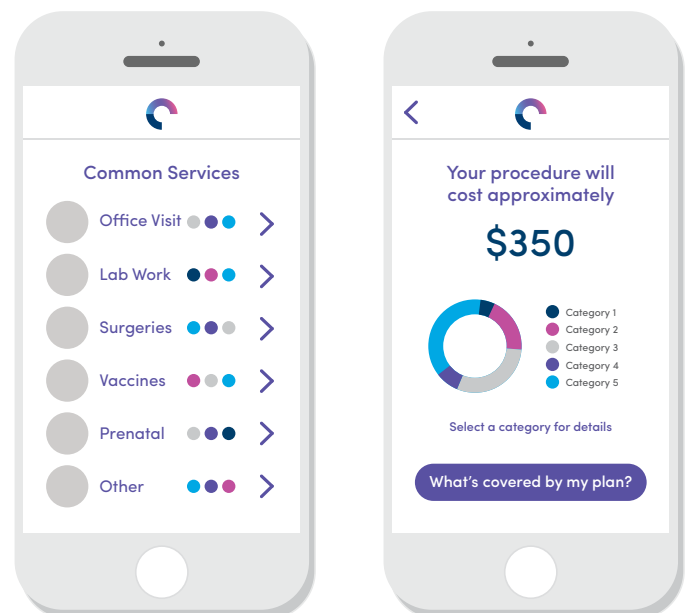 Common Services
Office Visit
Lab Work
Surgeries
Vaccines
Prenatal
Other
Your procedure will
cost approximately
$350
Category 1
Category 2
Category 3
Category 4
Category 5
Select a category for details
What's covered by my plan?